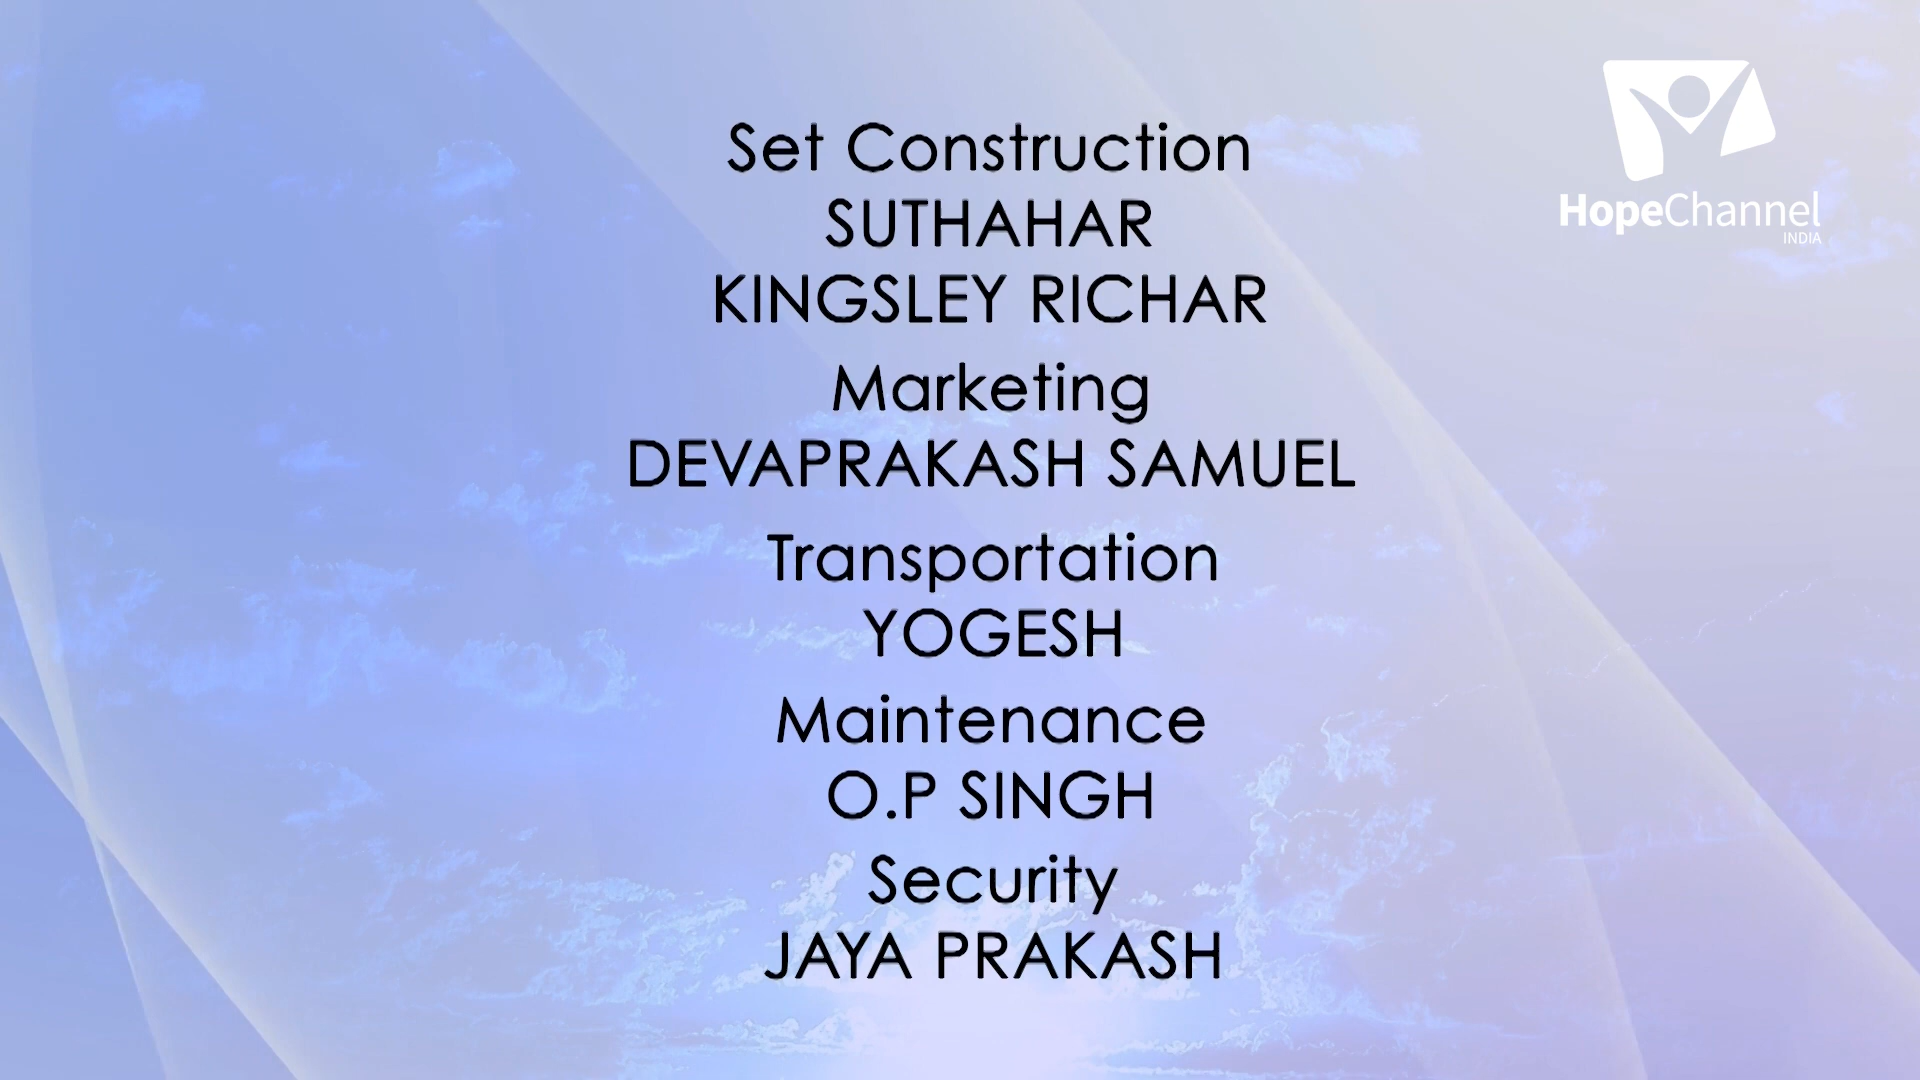 Set Construction
SUTHAHAR
KINGSLEY RICHAR
Marketing
DEVAPRAKASH SAMUEL
Transportation
YOGESH
Maintenance
O.P SINGH
Security
JAYA PRAKASH
HopeChannel
INDIA